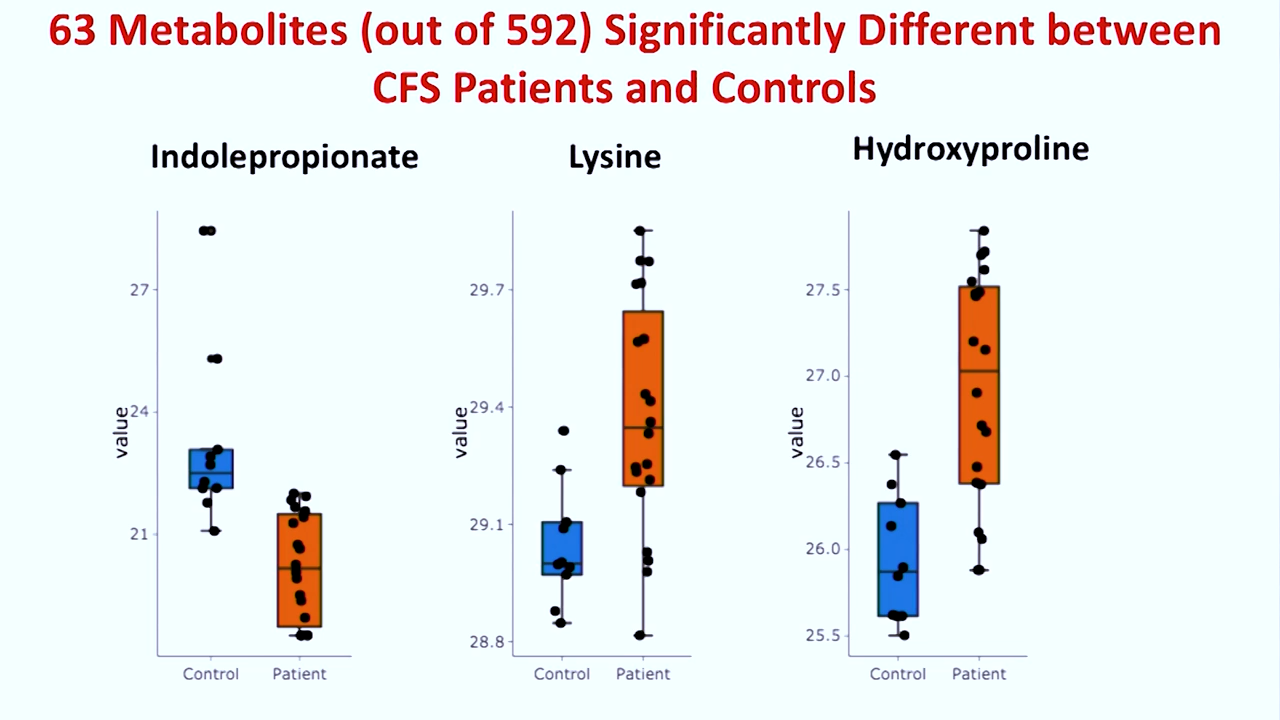 63 Metabolites (out of 592) Significantly Different between
CFS Patients and Controls
Indolepropionate
Lysine
Hydroxyproline
value
27
24
21
Control
Patient
value
29.7
29.4
29.1
28.8
Control
Patient
value
27.5
27.0
26.5
26.0
25.5
Control
Patient